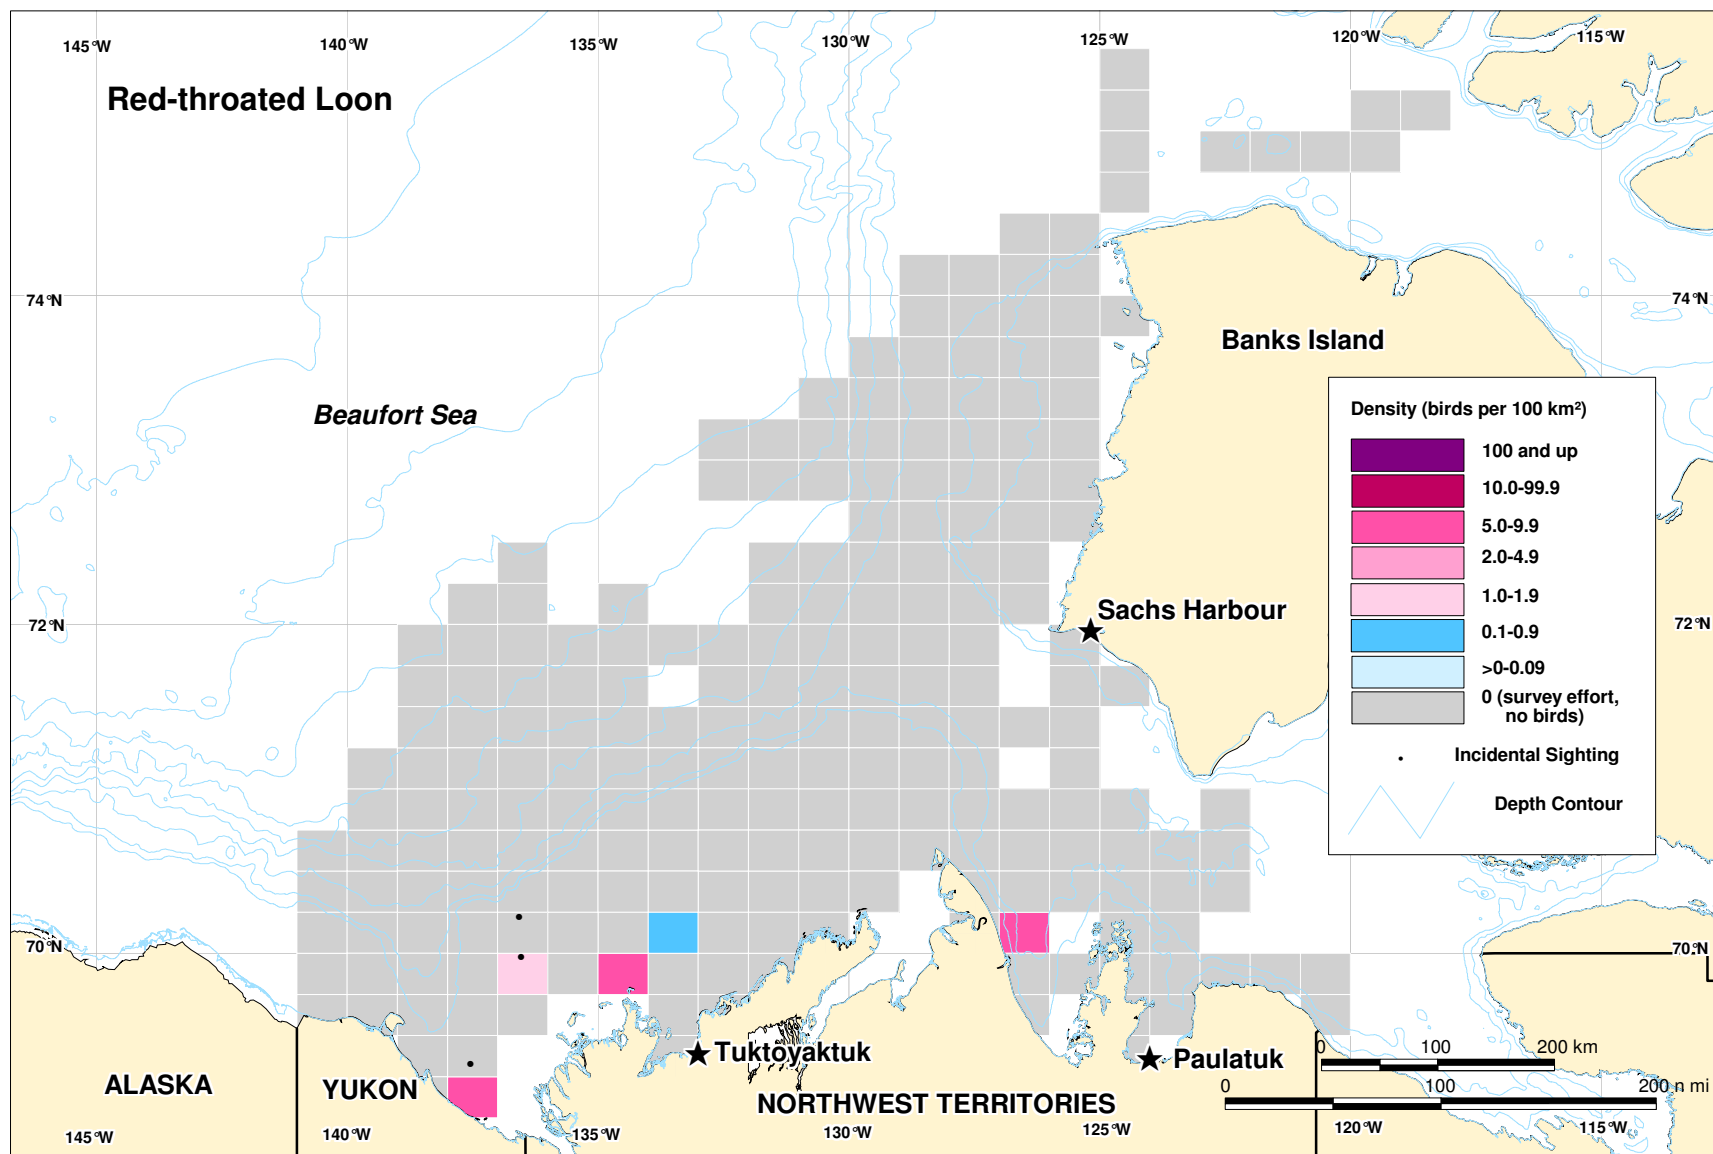 145°W 140°W 135°W 130°W 125°W 120°W 115°W
Red-throated Loon
74°N 74°N
Banks Island
Beaufort Sea
Density (birds per 100 km²)
100 and up
10.0-99.9
5.0-9.9
2.0-4.9
1.0-1.9
0.1-0.9
>0-0.09
0 (survey effort,
no birds)
Incidental Sighting
Depth Contour
Sachs Harbour
72°N 72°N
70°N 70°N
Tuktoyaktuk
Paulatuk
0 100 200 km
0 100 200 n mi
ALASKA
YUKON
NORTHWEST TERRITORIES
145°W 140°W 135°W 130°W 125°W 120°W 115°W